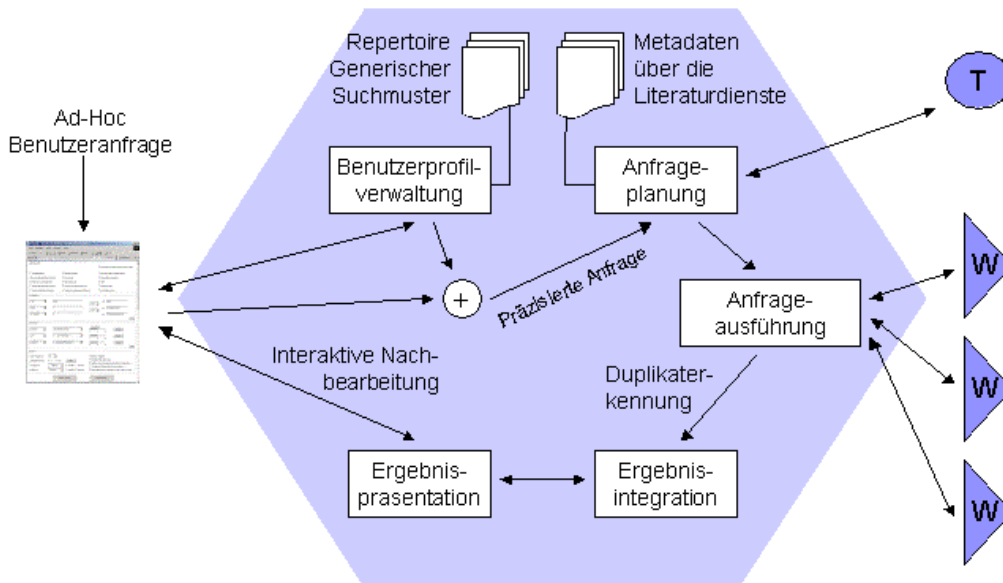 Repertoire
Generischer
Suchmuster
Metadaten
über die
Literaturdienste
T
Ad-Hoc
Benutzeranfrage
Benutzerprofil-
verwaltung
Anfrage-
planung
+
Präzisierte Anfrage
Anfrage-
ausführung
W
Interaktive Nach-
bearbeitung
Duplikater-
kennung
W
Ergebnis-
prasentation
Ergebnis-
integration
W